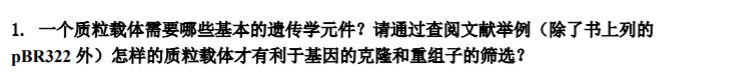 1. 一个质粒载体需要哪些基本的遗传学元件？请通过查阅文献举例（除了书上列的
pBR322 外）怎样的质粒载体才有利于基因的克隆和重组子的筛选？